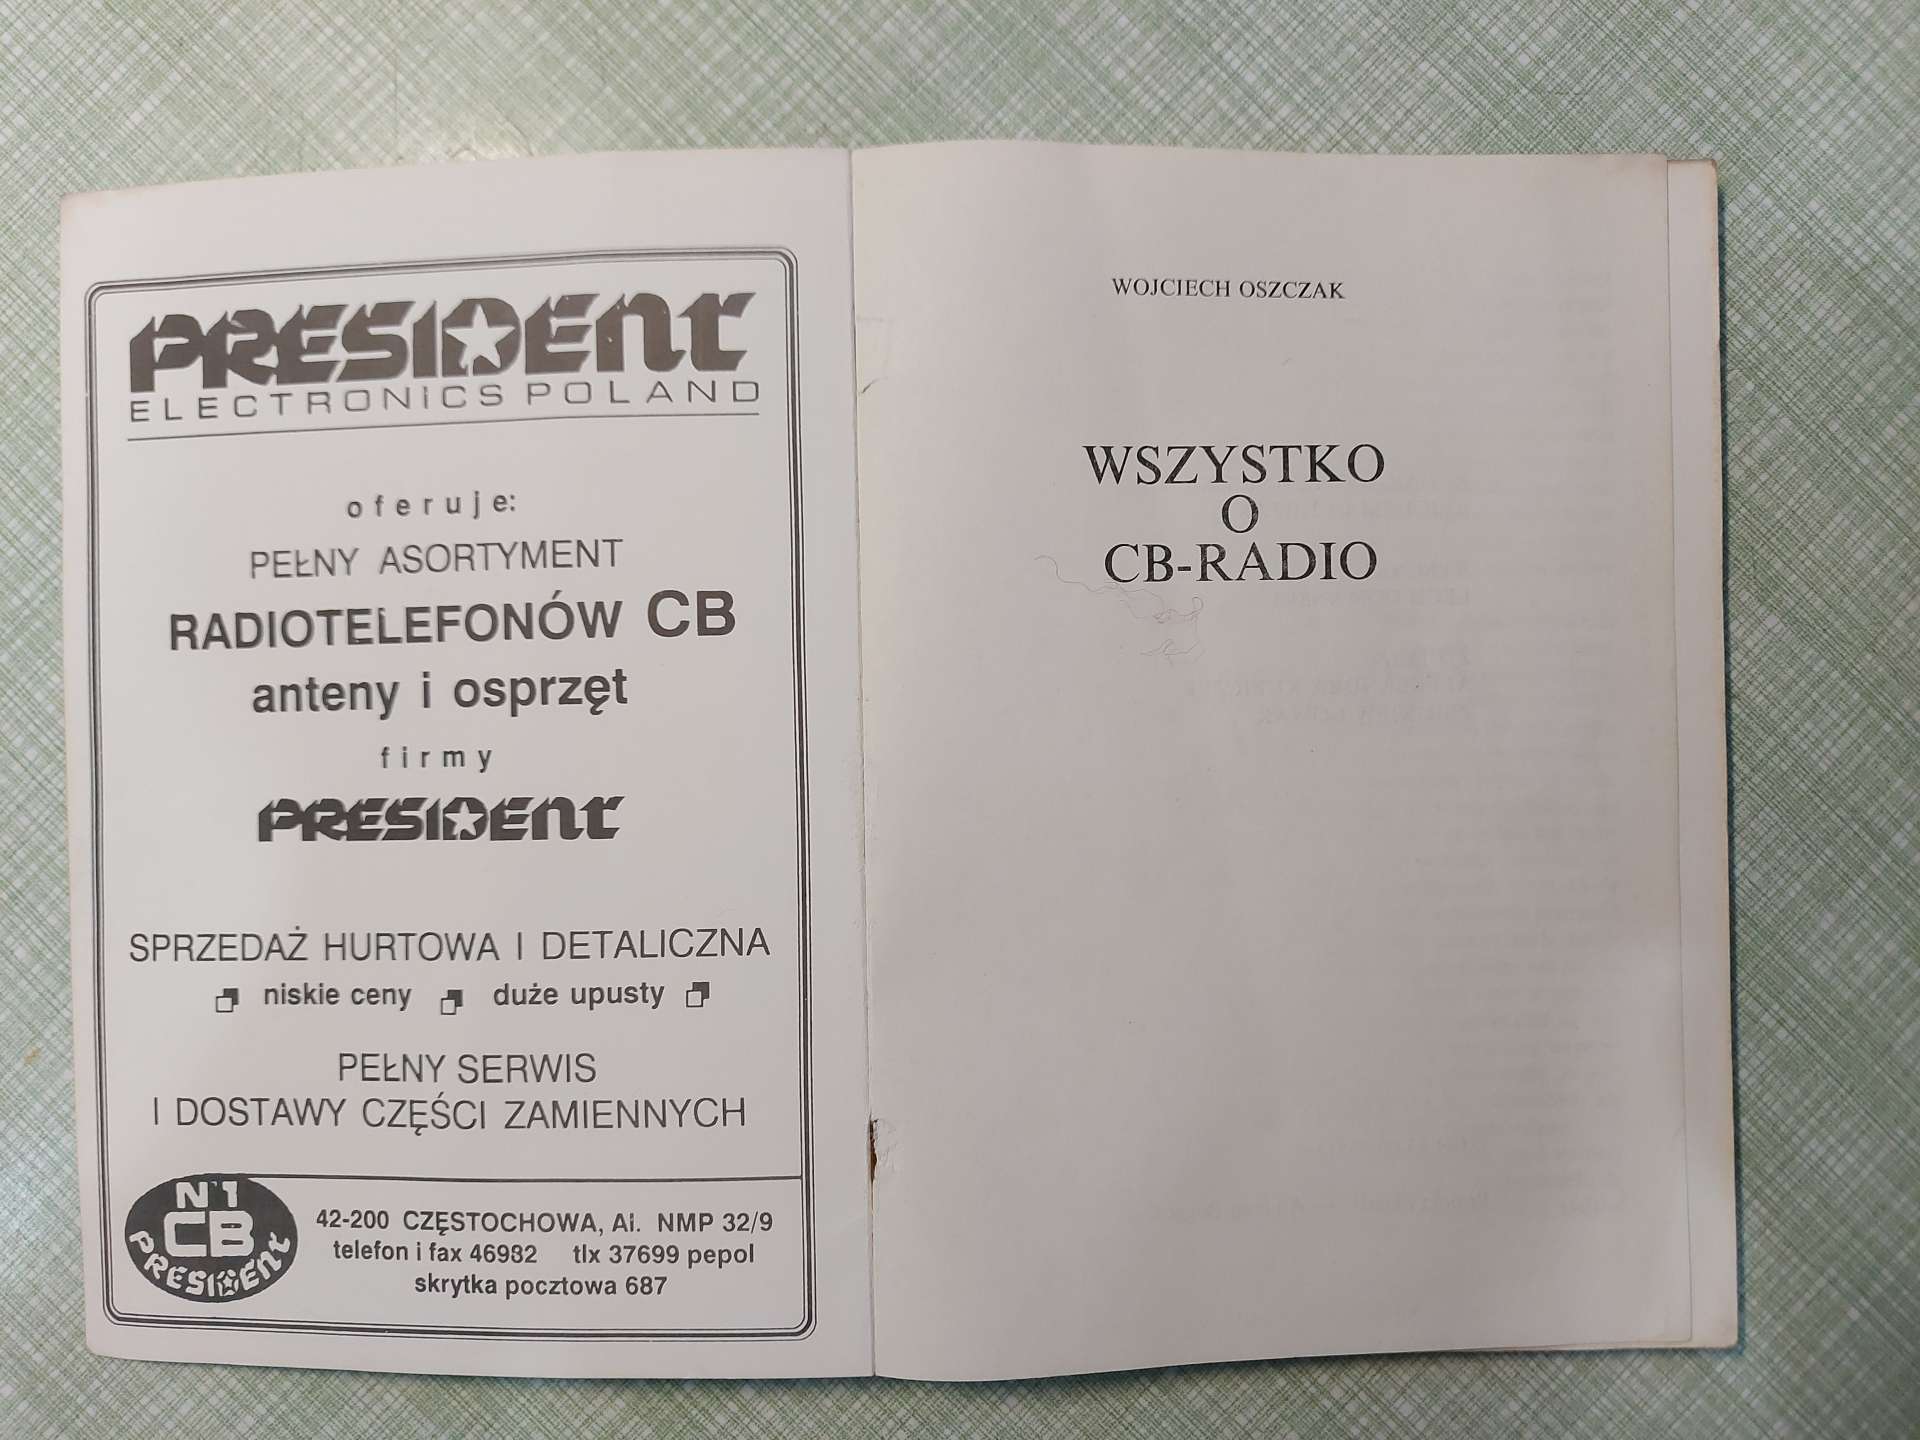 PRESIDENT
ELECTRONICS POLAND
oferuje:
PEŁNY ASORTYMENT
RADIOTELEFONÓW CB
anteny i osprzęt
firmy
PRESIDENT
SPRZEDAŻ HURTOWA I DETALICZNA
niskie ceny duże upusty
PEŁNY SERWIS
I DOSTAWY CZĘŚCI ZAMIENNYCH
N°1
CB
PRESIDENT
42-200 CZĘSTOCHOWA, Al. NMP 32/9
telefon i fax 46982 tlx 37699 pepol
skrytka pocztowa 687
WOJCIECH OSZCZAK
WSZYSTKO
O
CB-RADIO